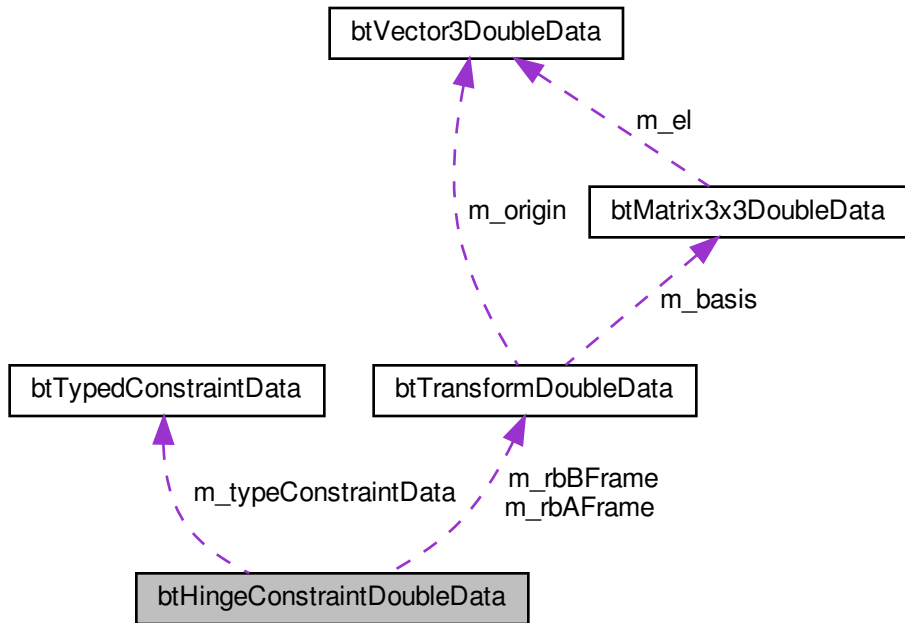 btVector3DoubleData
m_el
btMatrix3x3DoubleData
m_origin
m_basis
btTypedConstraintData
btTransformDoubleData
m_typeConstraintData
m_rbBFrame
m_rbAFrame
btHingeConstraintDoubleData